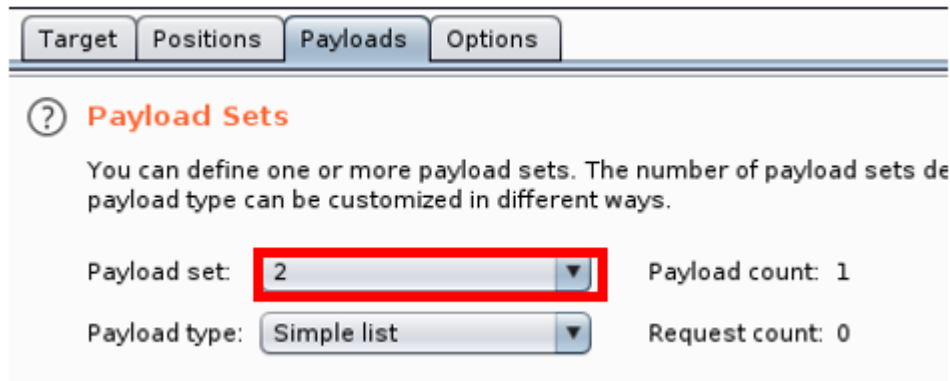 Target Positions Payloads Options
? Payload Sets
You can define one or more payload sets. The number of payload sets de
payload type can be customized in different ways.
Payload set: 2 Payload count: 1
Payload type: Simple list Request count: 0